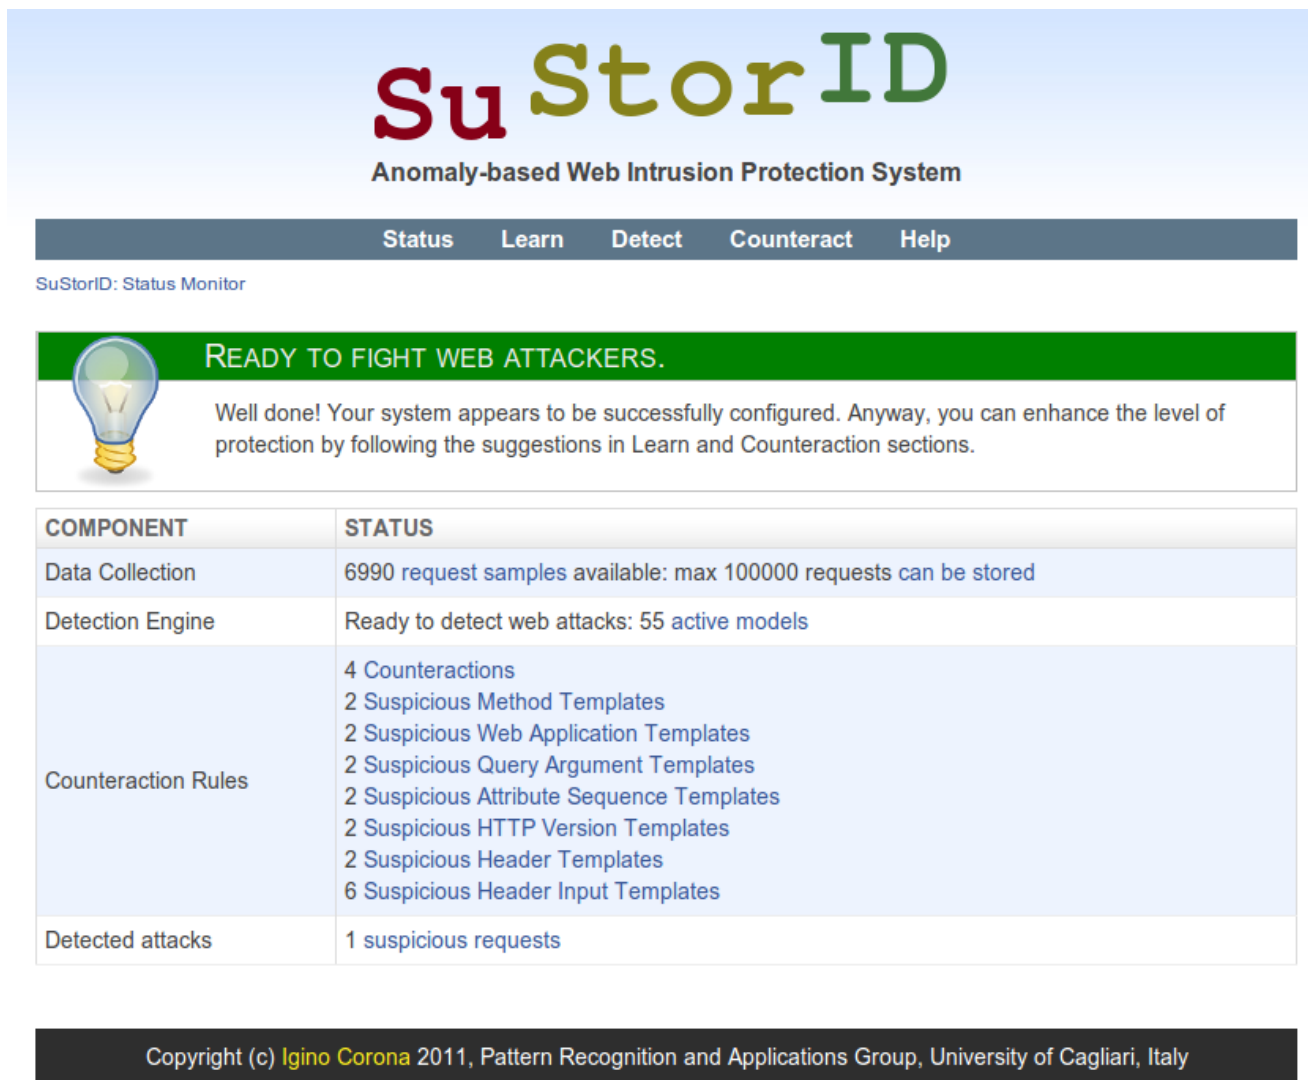 SuStorID
Anomaly-based Web Intrusion Protection System
Status Learn Detect Counteract Help
SuStorID: Status Monitor
READY TO FIGHT WEB ATTACKERS.
Well done! Your system appears to be successfully configured. Anyway, you can enhance the level of
protection by following the suggestions in Learn and Counteraction sections.
COMPONENT STATUS
Data Collection 6990 request samples available: max 100000 requests can be stored
Detection Engine Ready to detect web attacks: 55 active models
4 Counteractions
2 Suspicious Method Templates
2 Suspicious Web Application Templates
2 Suspicious Query Argument Templates
Counteraction Rules
2 Suspicious Attribute Sequence Templates
2 Suspicious HTTP Version Templates
2 Suspicious Header Templates
6 Suspicious Header Input Templates
Detected attacks 1 suspicious requests
Copyright (c) Igino Corona 2011, Pattern Recognition and Applications Group, University of Cagliari, Italy